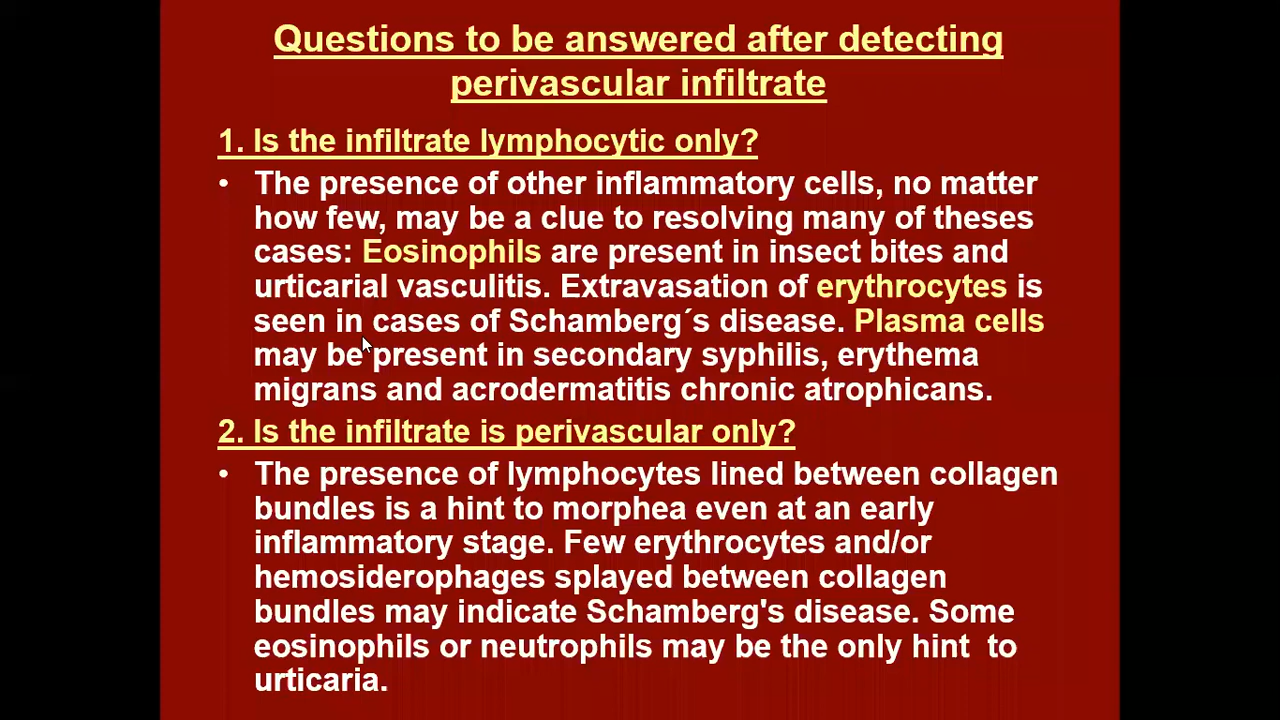 Questions to be answered after detecting
perivascular infiltrate
1. Is the infiltrate lymphocytic only?
• The presence of other inflammatory cells, no matter
how few, may be a clue to resolving many of theses
cases: Eosinophils are present in insect bites and
urticarial vasculitis. Extravasation of erythrocytes is
seen in cases of Schamberg´s disease. Plasma cells
may be present in secondary syphilis, erythema
migrans and acrodermatitis chronic atrophicans.
2. Is the infiltrate is perivascular only?
• The presence of lymphocytes lined between collagen
bundles is a hint to morphea even at an early
inflammatory stage. Few erythrocytes and/or
hemosiderophages splayed between collagen
bundles may indicate Schamberg's disease. Some
eosinophils or neutrophils may be the only hint  to
urticaria.